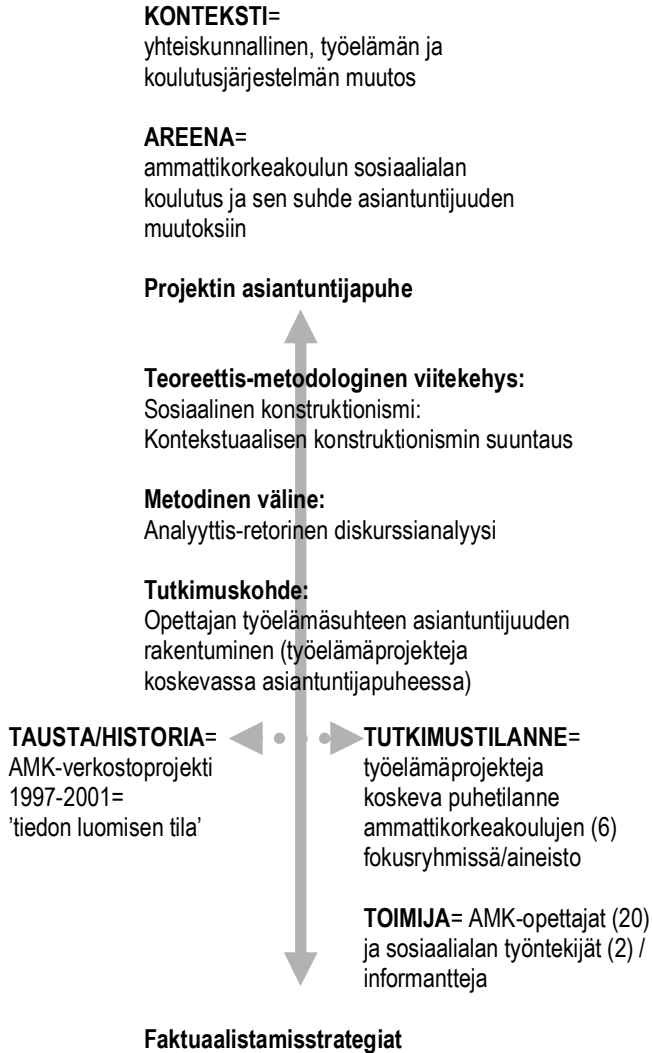 KONTEKSTI=
yhteiskunnallinen, työelämän ja
koulutusjärjestelmän muutos
AREENA=
ammattikorkeakoulun sosiaalialan
koulutus ja sen suhde asiantuntijuuden
muutoksiin
Projektin asiantuntijapuhe
Teoreettis-metodologinen viitekehys:
Sosiaalinen konstruktionismi:
Kontekstuaalisen konstruktionismin suuntaus
Metodinen väline:
Analyyttis-retorinen diskurssianalyysi
Tutkimuskohde:
Opettajan työelämäsuhteen asiantuntijuuden
rakentuminen (työelämäprojekteja
koskevassa asiantuntijapuheessa)
TAUSTA/HISTORIA=
AMK-verkostoprojekti
1997-2001=
’tiedon luomisen tila’
TUTKIMUSTILANNE=
työelämäprojekteja
koskeva puhetilanne
ammattikorkeakoulujen (6)
fokusryhmissä/aineisto
TOIMIJA= AMK-opettajat (20)
ja sosiaalialan työntekijät (2) /
informantteja
Faktuaalistamisstrategiat